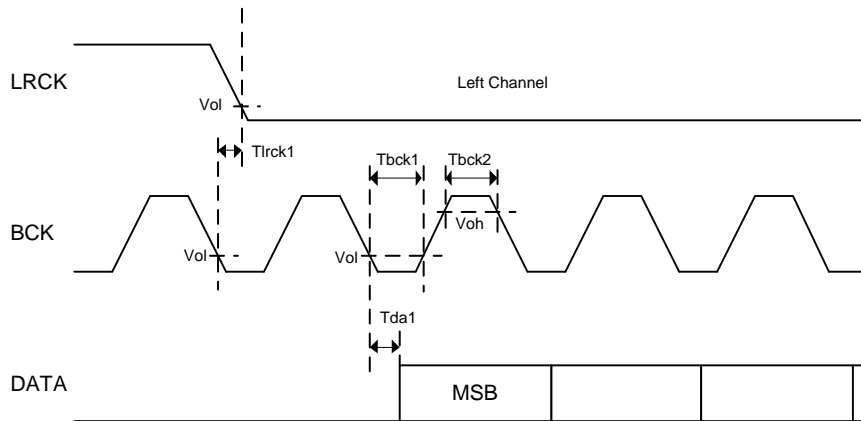 LRCK
Left Channel
Vol
Tlrck1
Tbck1
Tbck2
BCK
Vol
Vol
Voh
Tda1
DATA
MSB